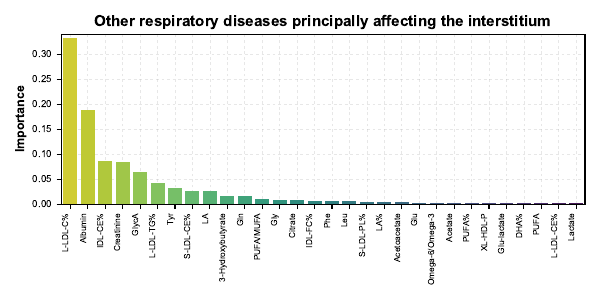 Other respiratory diseases principally affecting the interstitium
Importance
0.30
0.25
0.20
0.15
0.10
0.05
0.00
L-LDL-C%
Albumin
IDL-CE%
Creatinine
GlycA
L-LDL-TG%
Tyr
S-LDL-CE%
LA
3-Hydroxybutyrate
Gln
PUFA/MUFA
Gly
Citrate
IDL-FC%
Phe
Leu
S-LDL-PL%
LA%
Acetoacetate
Glu
Omega-6/Omega-3
Acetate
PUFA%
XL-HDL-P
Glu-lactate
DHA%
PUFA
L-LDL-CE%
Lactate